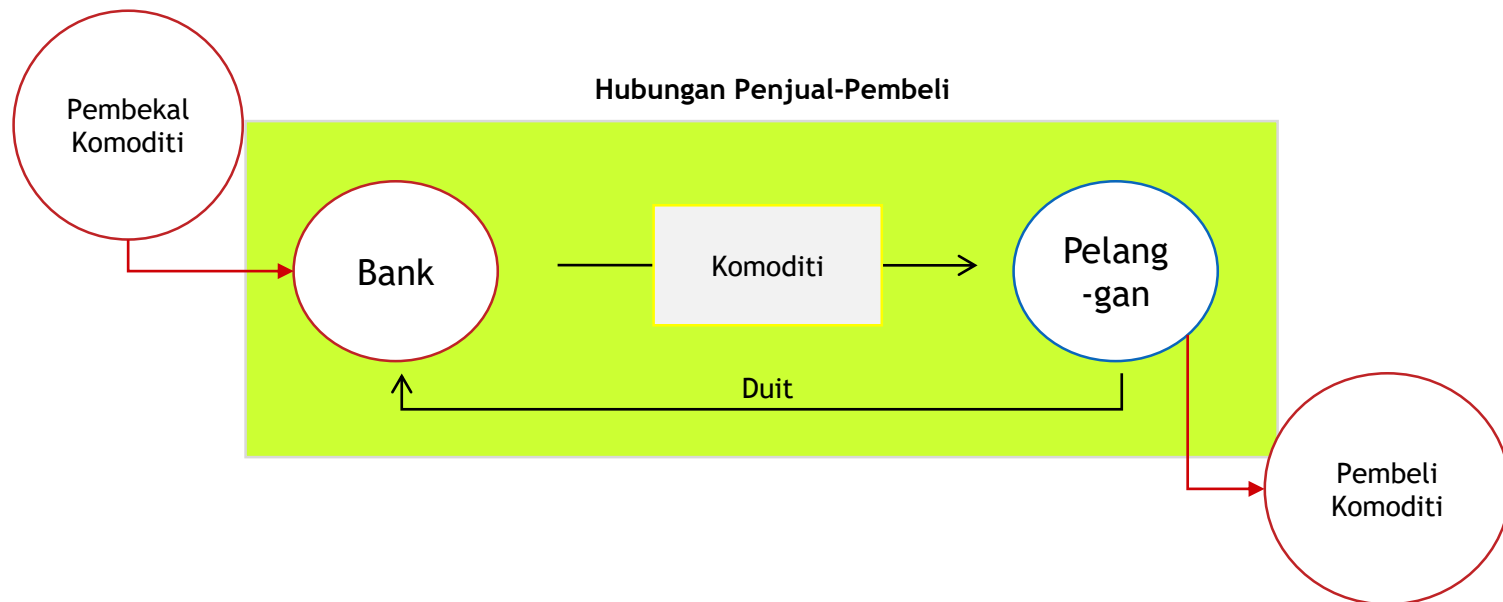 Hubungan Penjual-Pembeli
Pembekal
Komoditi
Bank
Komoditi
Pelang
-gan
Duit
Pembeli
Komoditi